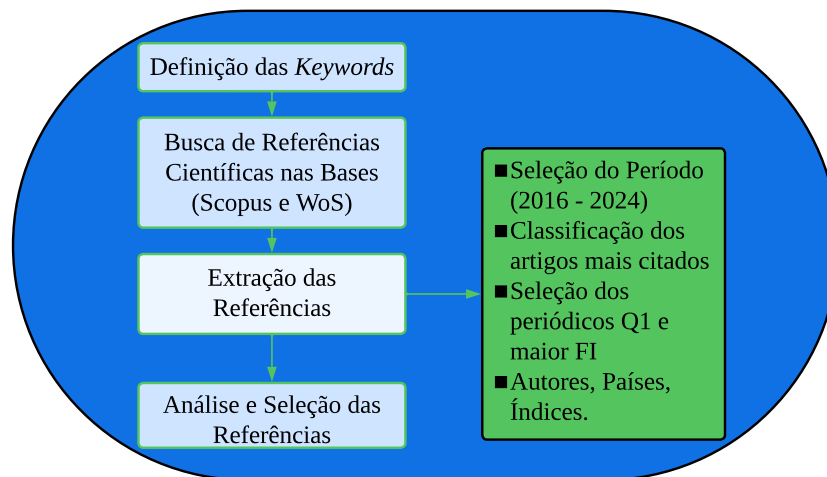 Definição das Keywords
Busca de Referências
Científicas nas Bases
(Scopus e WoS)
Extração das
Referências
Análise e Seleção das
Referências
■Seleção do Período
(2016 - 2024)
■Classificação dos
artigos mais citados
■Seleção dos
periódicos Q1 e
maior FI
■Autores, Países,
Índices.